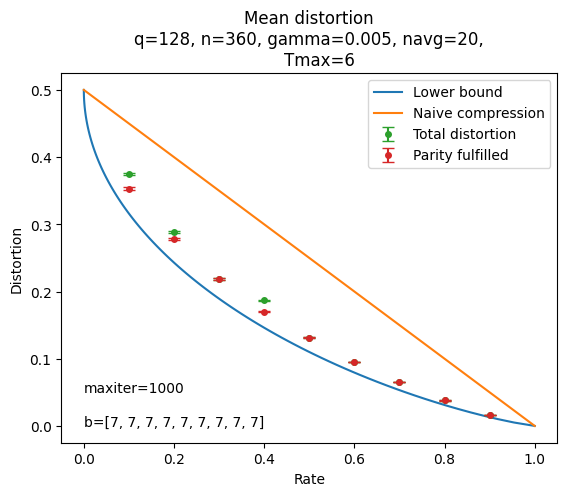 Mean distortion
q=128, n=360, gamma=0.005, navg=20,
Tmax=6
Lower bound
Naive compression
Total distortion
Parity fulfilled
0.5
0.4
0.3
0.2
0.1
0.0
Distortion
maxiter=1000
b=[7, 7, 7, 7, 7, 7, 7, 7, 7]
0.0 0.2 0.4 0.6 0.8 1.0
Rate